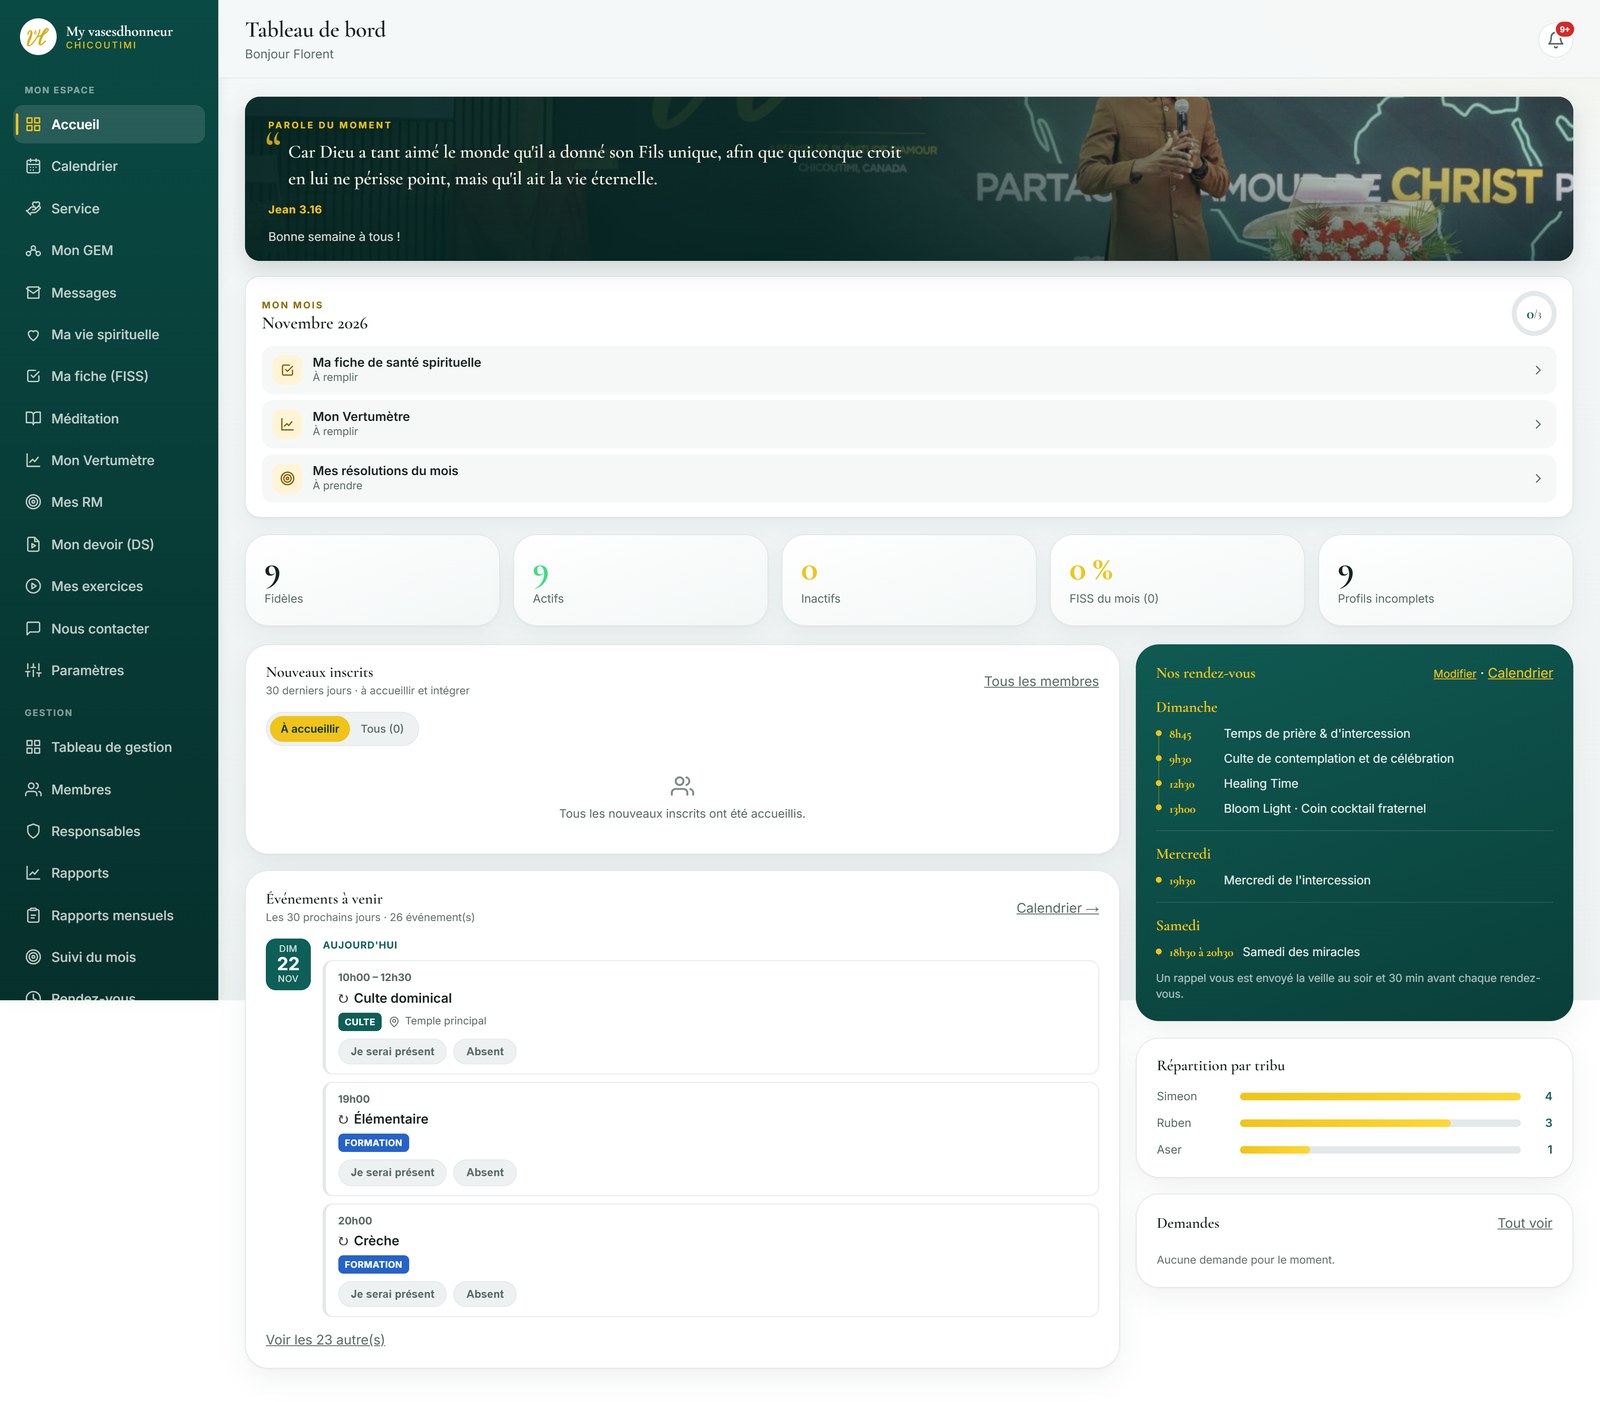 My vasesdhonneur
CHICOUTIMI
MON ESPACE
Accueil
Calendrier
Service
Mon GEM
Messages
Ma vie spirituelle
Ma fiche (FISS)
Méditation
Mon Vertumètre
Mes RM
Mon devoir (DS)
Mes exercices
Nous contacter
Paramètres
GESTION
Tableau de gestion
Membres
Responsables
Rapports
Rapports mensuels
Suivi du mois
Rendez-vous
Tableau de bord
Bonjour Florent
9+
PAROLE DU MOMENT
“ Car Dieu a tant aimé le monde qu'il a donné son Fils unique, afin que quiconque croit
en lui ne périsse point, mais qu'il ait la vie éternelle.
Jean 3.16
Bonne semaine à tous !
CHICOUTIMI, CANADA
CHRIST P
MON MOIS
Novembre 2026
0/3
Ma fiche de santé spirituelle
À remplir
Mon Vertumètre
À remplir
Mes résolutions du mois
À prendre
9
Fidèles
9
Actifs
0
Inactifs
0 %
FISS du mois (0)
9
Profils incomplets
Nouveaux inscrits
30 derniers jours · à accueillir et intégrer
Tous les membres
À accueillir
Tous (0)
Tous les nouveaux inscrits ont été accueillis.
Événements à venir
Les 30 prochains jours · 26 événement(s)
Calendrier →
DIM
22
NOV
AUJOURD'HUI
10h00 – 12h30
↻ Culte dominical
CULTE
Temple principal
Je serai présent
Absent
19h00
↻ Élémentaire
FORMATION
Je serai présent
Absent
20h00
↻ Crèche
FORMATION
Je serai présent
Absent
Voir les 23 autre(s)
Nos rendez-vous
Modifier · Calendrier
Dimanche
8h45 Temps de prière & d'intercession
9h30 Culte de contemplation et de célébration
12h30 Healing Time
13h00 Bloom Light · Coin cocktail fraternel
Mercredi
19h30 Mercredi de l'intercession
Samedi
18h30 à 20h30 Samedi des miracles
Un rappel vous est envoyé la veille au soir et 30 min avant chaque rendez-
vous.
Répartition par tribu
Simeon 4
Ruben 3
Aser 1
Demandes
Tout voir
Aucune demande pour le moment.